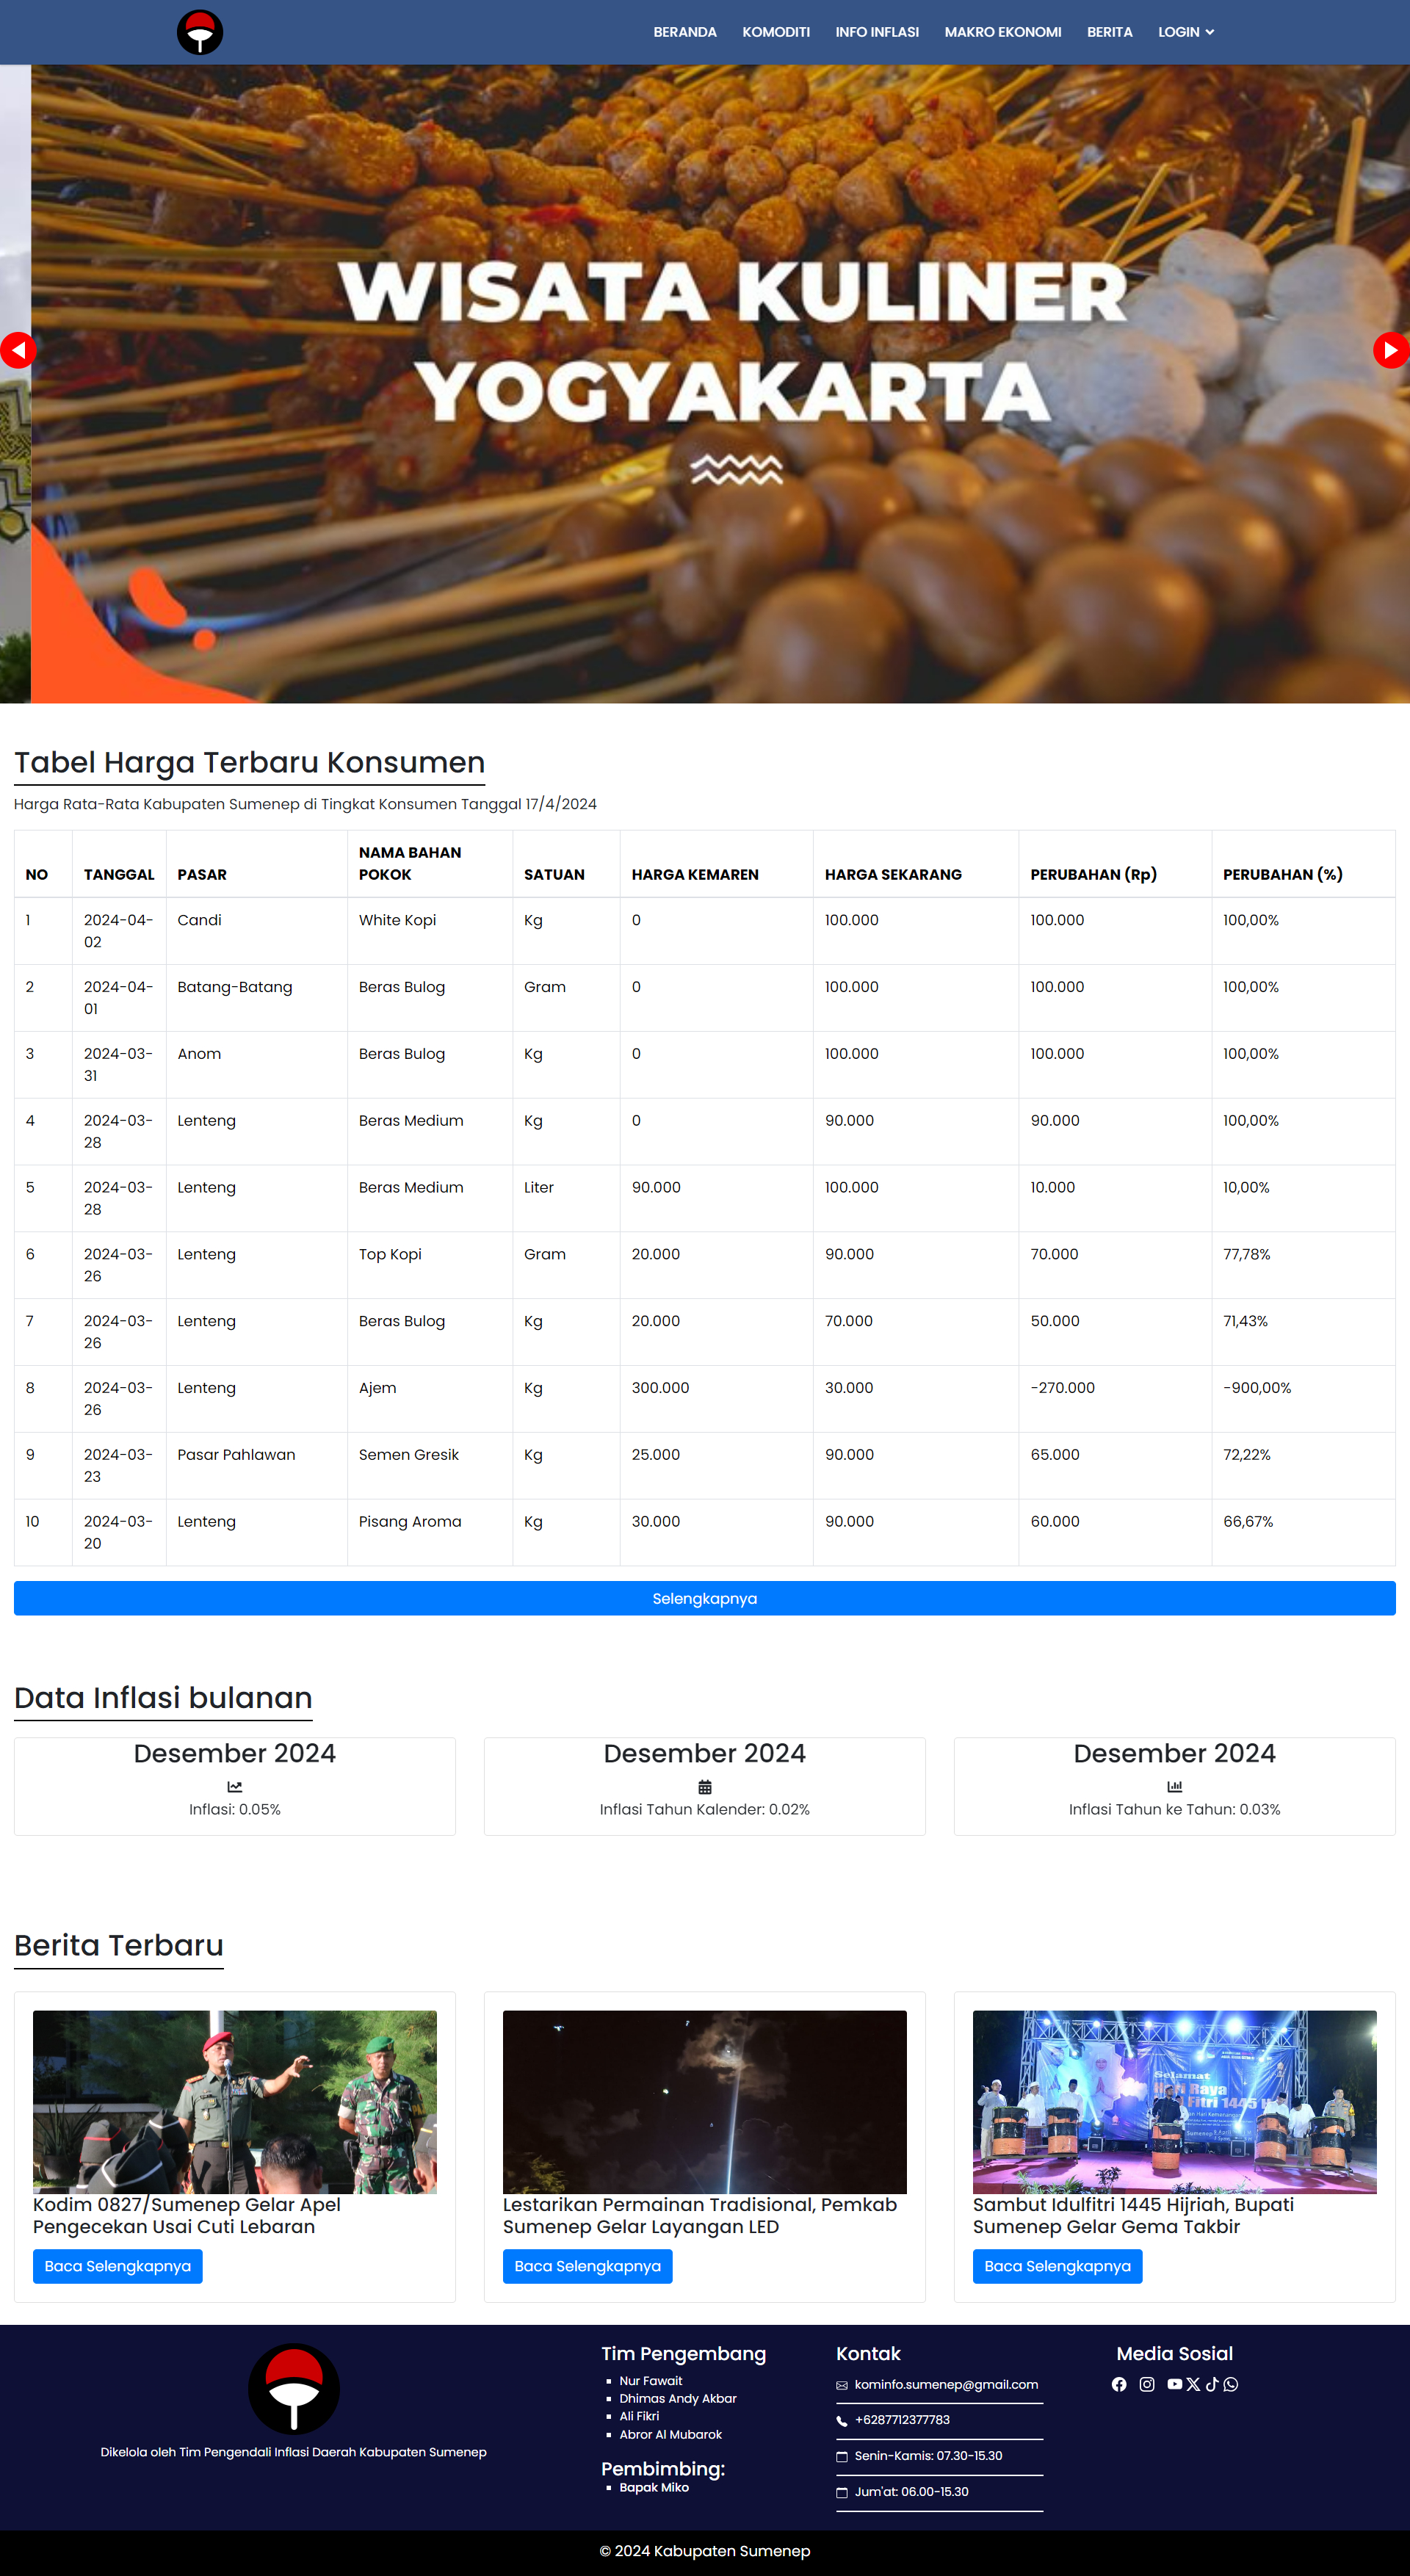 BERANDA KOMODITI INFO INFLASI MAKRO EKONOMI BERITA LOGIN
WISATA KULINER
YOGYAKARTA
Tabel Harga Terbaru Konsumen
Harga Rata-Rata Kabupaten Sumenep di Tingkat Konsumen Tanggal 17/4/2024
NO TANGGAL PASAR NAMA BAHAN POKOK SATUAN HARGA KEMAREN HARGA SEKARANG PERUBAHAN (Rp) PERUBAHAN (%)
1 2024-04-02 Candi White Kopi Kg 0 100.000 100.000 100,00%
2 2024-04-01 Batang-Batang Beras Bulog Gram 0 100.000 100.000 100,00%
3 2024-03-31 Anom Beras Bulog Kg 0 100.000 100.000 100,00%
4 2024-03-28 Lenteng Beras Medium Kg 0 90.000 90.000 100,00%
5 2024-03-28 Lenteng Beras Medium Liter 90.000 100.000 10.000 10,00%
6 2024-03-26 Lenteng Top Kopi Gram 20.000 90.000 70.000 77,78%
7 2024-03-26 Lenteng Beras Bulog Kg 20.000 70.000 50.000 71,43%
8 2024-03-26 Lenteng Ajem Kg 300.000 30.000 -270.000 -900,00%
9 2024-03-23 Pasar Pahlawan Semen Gresik Kg 25.000 90.000 65.000 72,22%
10 2024-03-20 Lenteng Pisang Aroma Kg 30.000 90.000 60.000 66,67%
Selengkapnya
Data Inflasi bulanan
Desember 2024
Inflasi: 0.05%
Desember 2024
Inflasi Tahun Kalender: 0.02%
Desember 2024
Inflasi Tahun ke Tahun: 0.03%
Berita Terbaru
Kodim 0827/Sumenep Gelar Apel
Pengecekan Usai Cuti Lebaran
Baca Selengkapnya
Lestarikan Permainan Tradisional, Pemkab
Sumenep Gelar Layangan LED
Baca Selengkapnya
Selamat
Raya
Fitri 1445 H
Sambut Idulfitri 1445 Hijriah, Bupati
Sumenep Gelar Gema Takbir
Baca Selengkapnya
Dikelola oleh Tim Pengendali Inflasi Daerah Kabupaten Sumenep
Tim Pengembang
Nur Fawait
Dhimas Andy Akbar
Ali Fikri
Abror Al Mubarok
Pembimbing:
Bapak Miko
Kontak
kominfo.sumenep@gmail.com
+6287712377783
Senin-Kamis: 07.30-15.30
Jum'at: 06.00-15.30
Media Sosial
© 2024 Kabupaten Sumenep